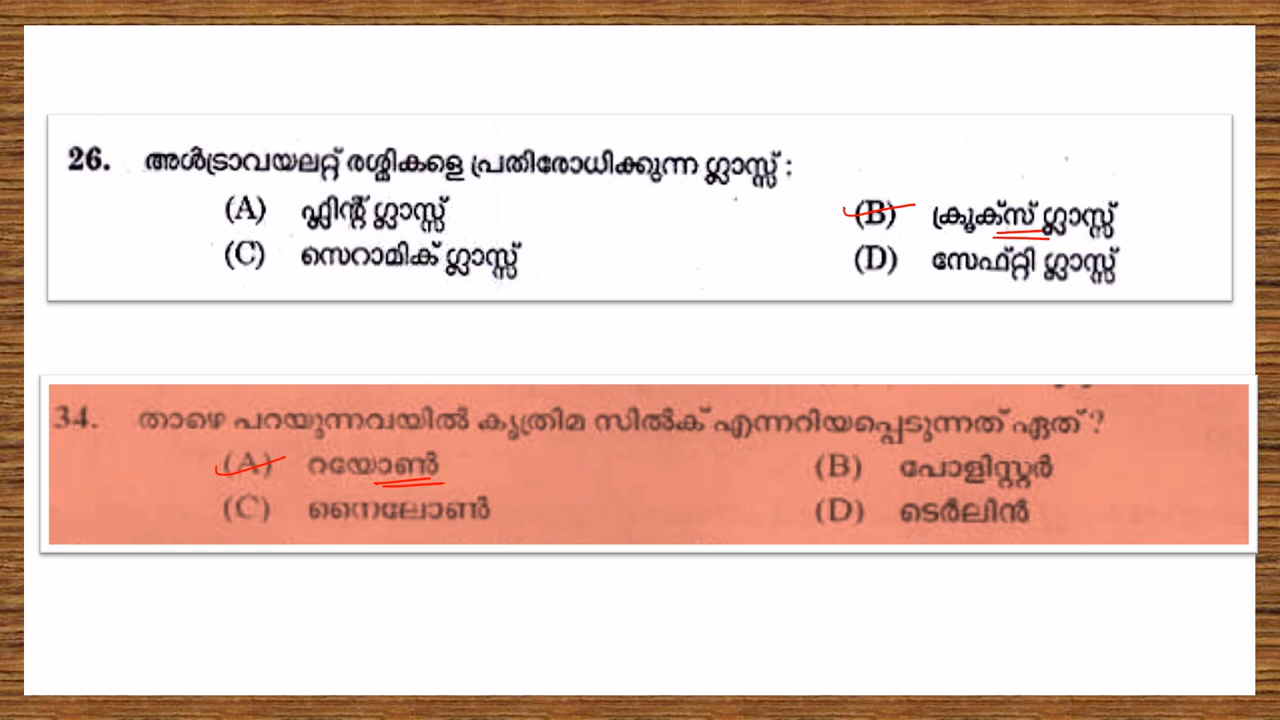 26. അൾട്രാവയലറ്റ് രശ്മികളെ പ്രതിരോധിക്കുന്ന ഗ്ലാസ്സ് :
(A) ഫ്ലിന്റ് ഗ്ലാസ്സ് (B) ക്രൂക്സ് ഗ്ലാസ്സ്
(C) സെറാമിക് ഗ്ലാസ്സ് (D) സേഫ്റ്റി ഗ്ലാസ്സ്
34. താഴെ പറയുന്നവയിൽ കൃത്രിമ സിൽക് എന്നറിയപ്പെടുന്നത് ഏത് ?
(A) റയോൺ (B) പോളിസ്റ്റർ
(C) നൈലോൺ (D) ടെർലിൻ